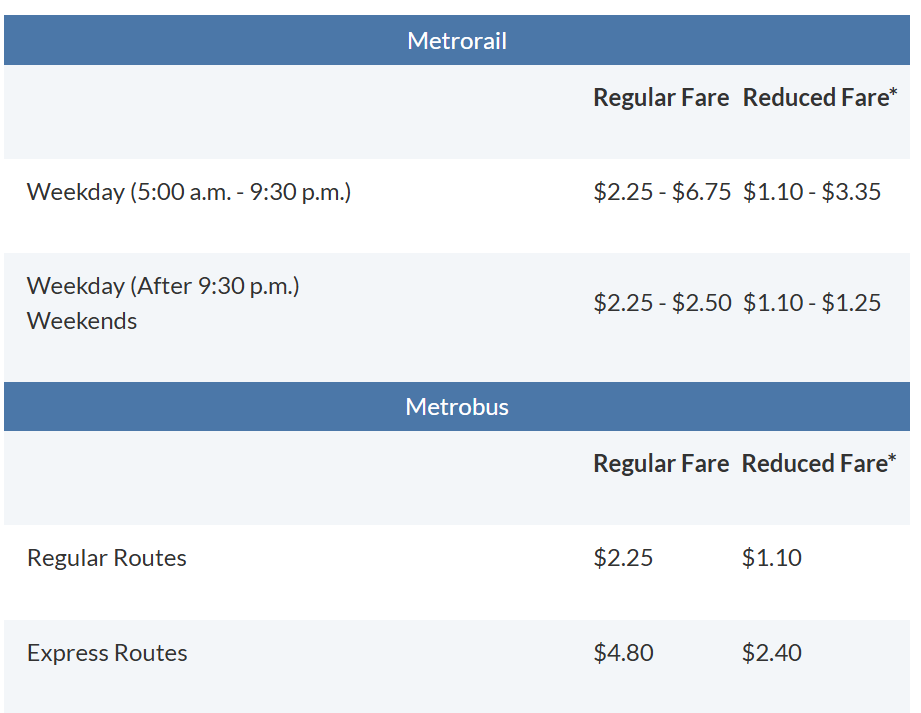 Metrorail
Regular Fare Reduced Fare*
Weekday (5:00 a.m. - 9:30 p.m.) $2.25 - $6.75 $1.10 - $3.35
Weekday (After 9:30 p.m.)
Weekends $2.25 - $2.50 $1.10 - $1.25
Metrobus
Regular Fare Reduced Fare*
Regular Routes $2.25 $1.10
Express Routes $4.80 $2.40